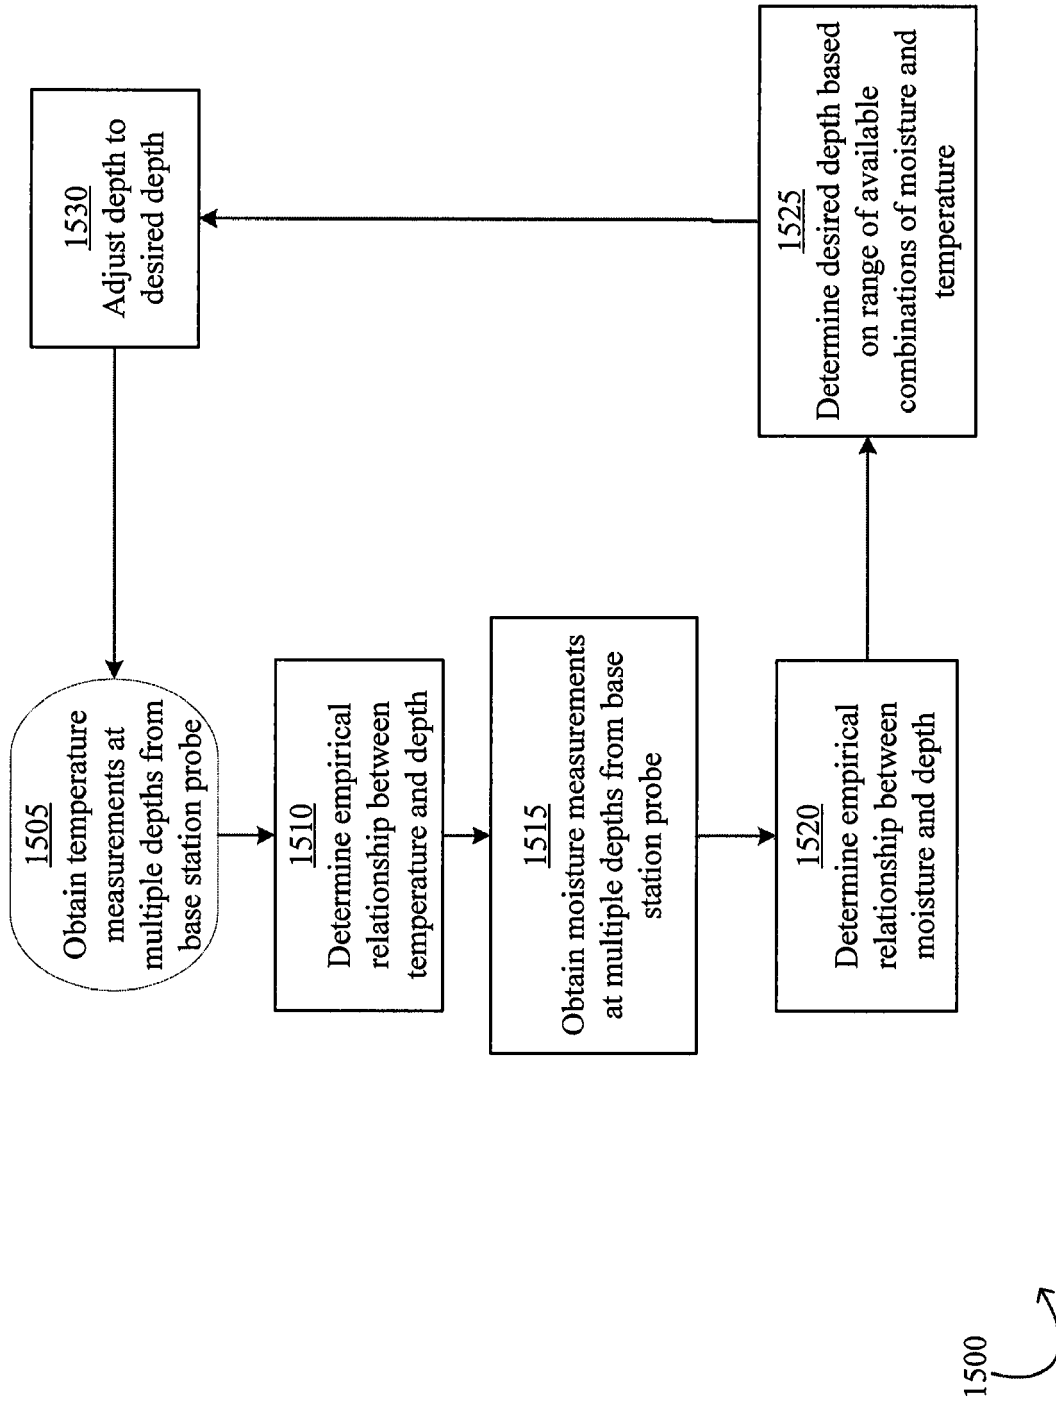 1505
Obtain temperature
measurements at
multiple depths from
base station probe
1510
Determine empirical
relationship between
temperature and depth
1515
Obtain moisture measurements
at multiple depths from base
station probe
1520
Determine empirical
relationship between
moisture and depth
1525
Determine desired depth based
on range of available
combinations of moisture and
temperature
1530
Adjust depth to
desired depth
1500